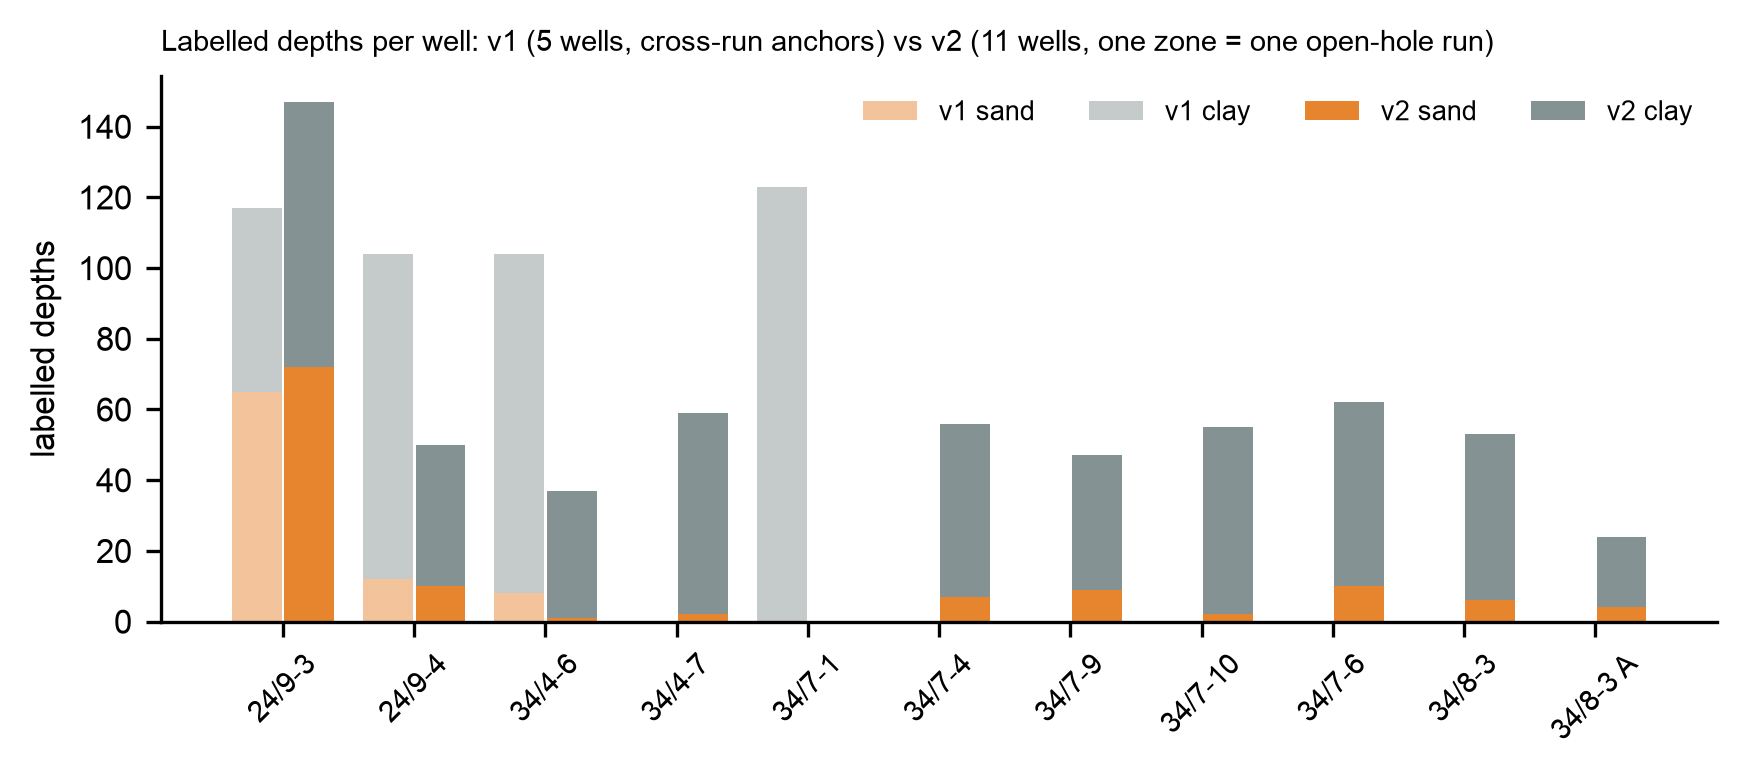 Labelled depths per well: v1 (5 wells, cross-run anchors) vs v2 (11 wells, one zone = one open-hole run)
v1 sand v1 clay v2 sand v2 clay
labelled depths
140
120
100
80
60
40
20
0
24/9-3 24/9-4 34/4-6 34/4-7 34/7-1 34/7-4 34/7-9 34/7-10 34/7-6 34/8-3 34/8-3 A